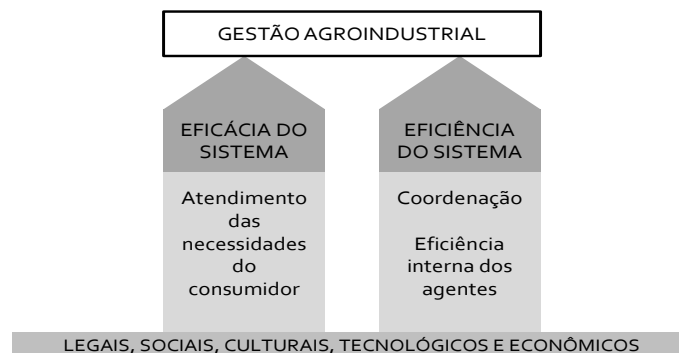 GESTÃO AGROINDUSTRIAL
EFICÁCIA DO
SISTEMA
Atendimento
das
necessidades
do
consumidor
EFICIÊNCIA
DO SISTEMA
Coordenação
Eficiência
interna dos
agentes
LEGAIS, SOCIAIS, CULTURAIS, TECNOLÓGICOS E ECONÔMICOS